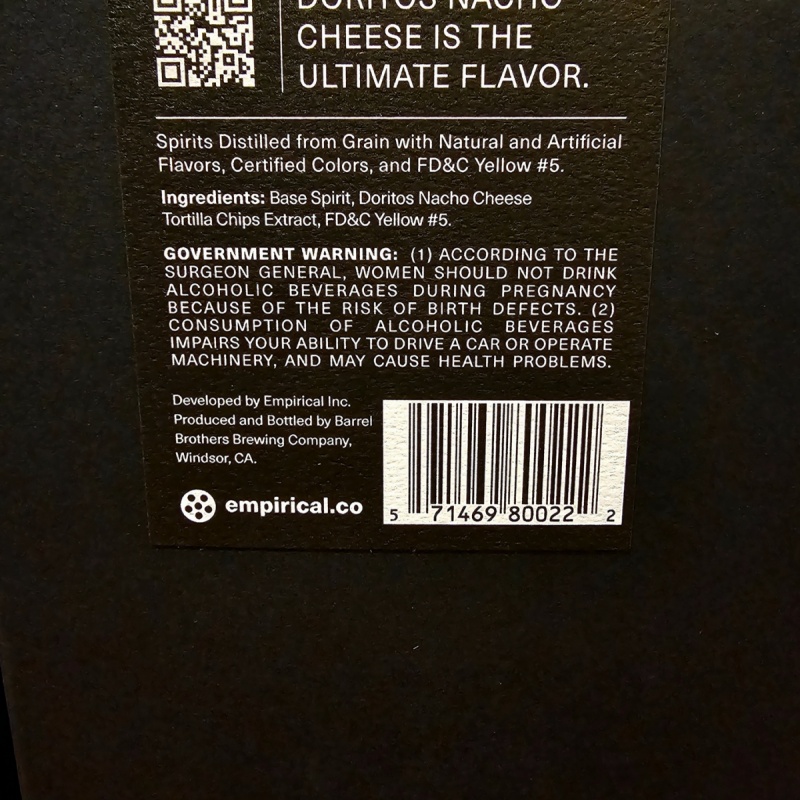 DORITOS NACHO
CHEESE IS THE
ULTIMATE FLAVOR.
Spirits Distilled from Grain with Natural and Artificial
Flavors, Certified Colors, and FD&C Yellow #5.
Ingredients: Base Spirit, Doritos Nacho Cheese
Tortilla Chips Extract, FD&C Yellow #5.
GOVERNMENT WARNING: (1) ACCORDING TO THE
SURGEON GENERAL, WOMEN SHOULD NOT DRINK
ALCOHOLIC BEVERAGES DURING PREGNANCY
BECAUSE OF THE RISK OF BIRTH DEFECTS. (2)
CONSUMPTION OF ALCOHOLIC BEVERAGES
IMPAIRS YOUR ABILITY TO DRIVE A CAR OR OPERATE
MACHINERY, AND MAY CAUSE HEALTH PROBLEMS.
Developed by Empirical Inc.
Produced and Bottled by Barrel
Brothers Brewing Company,
Windsor, CA.
empirical.co
5 71469 80022 2